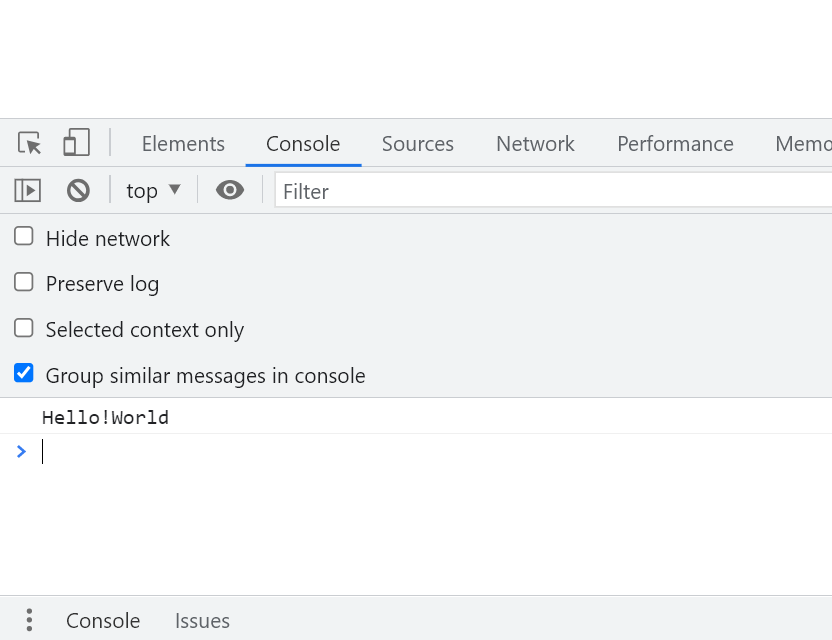 Elements Console Sources Network Performance Memo
top Filter
Hide network
Preserve log
Selected context only
Group similar messages in console
Hello!World
Console Issues